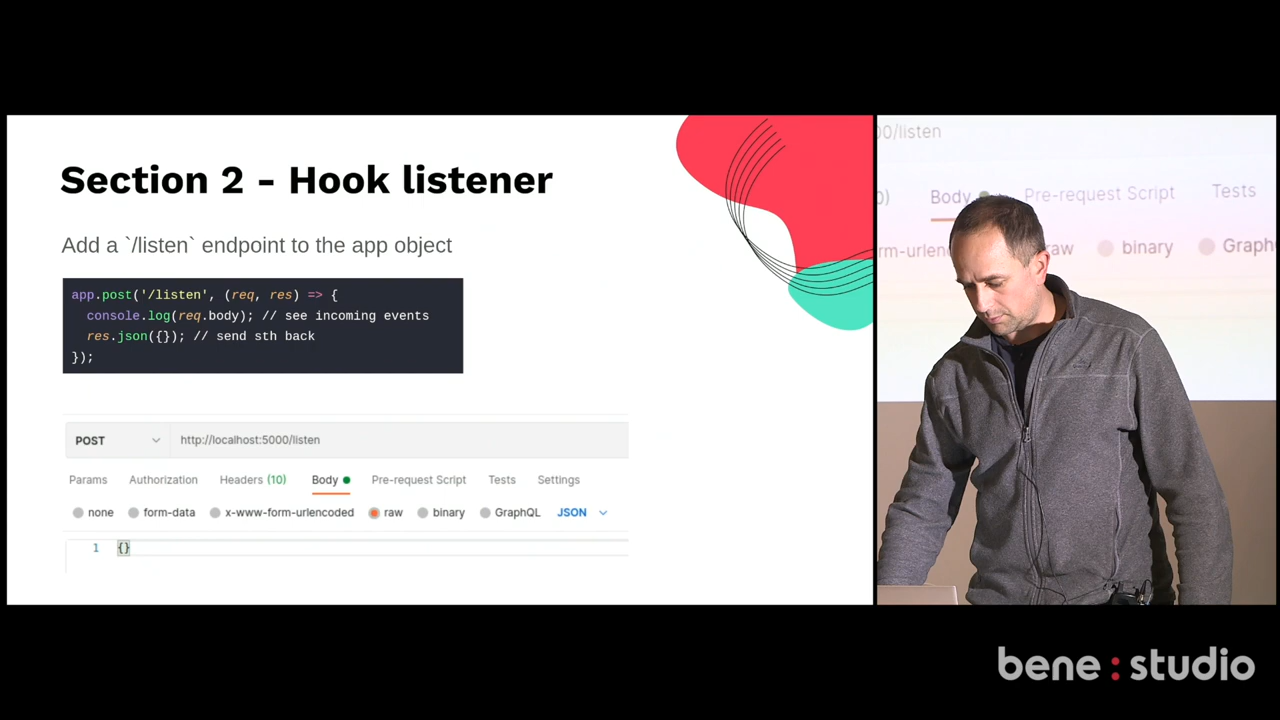 Section 2 - Hook listener
Add a `/listen` endpoint to the app object
app.post('/listen', (req, res) => {
console.log(req.body); // see incoming events
res.json({}); // send sth back
});
POST http://localhost:5000/listen
Params Authorization Headers (10) Body Pre-request Script Tests Settings
none form-data x-www-form-urlencoded raw binary GraphQL JSON
1 {}
00/listen
0) Body Pre-request Script Tests
rm-urlen raw binary Graph
bene:studio